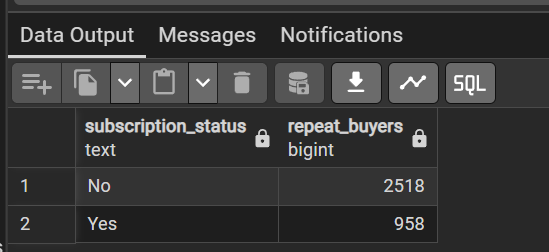 Data Output Messages Notifications
SQL
subscription_status repeat_buyers
text bigint
1 No 2518
2 Yes 958